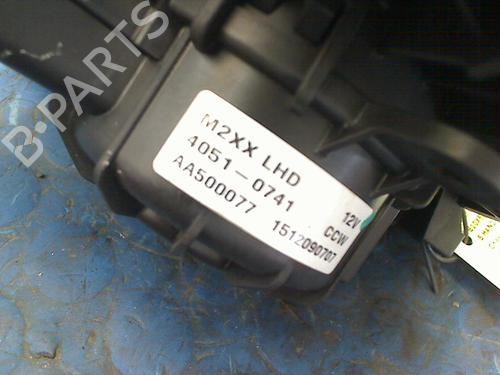 B-PARTS
M2XX LHD
4051-0741 12V
AA500077 CCW
1512090707